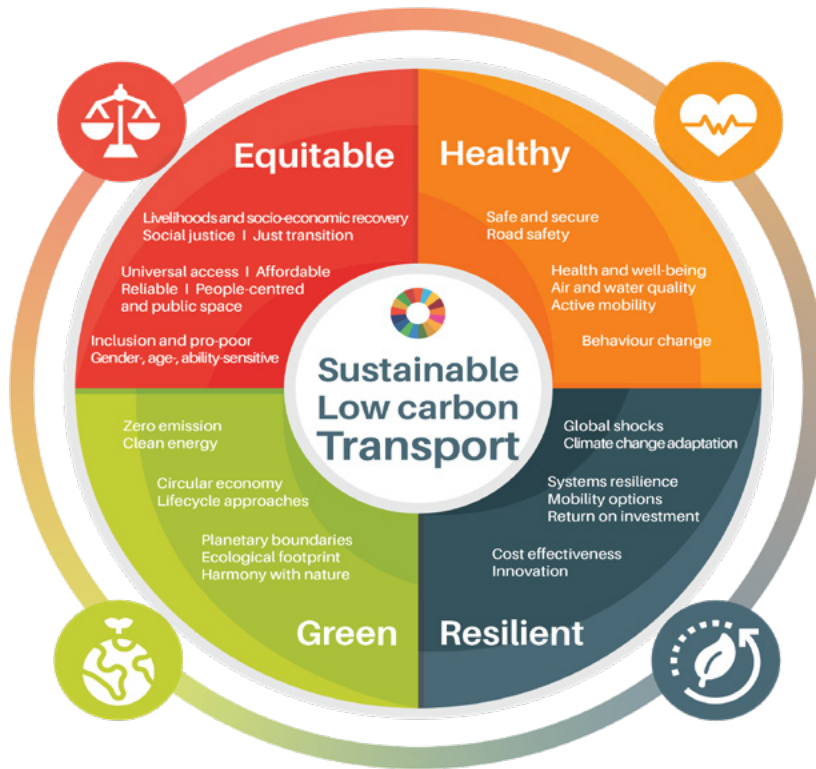 Equitable
Livelihoods and socio-economic recovery
Social justice I Just transition
Universal access I Affordable
Reliable I People-centred
and public space
Inclusion and pro-poor
Gender-, age-, ability-sensitive
Healthy
Safe and secure
Road safety
Health and well-being
Air and water quality
Active mobility
Behaviour change
Sustainable
Low carbon
Transport
Zero emission
Clean energy
Circular economy
Lifecycle approaches
Planetary boundaries
Ecological footprint
Harmony with nature
Green
Global shocks
Climate change adaptation
Systems resilience
Mobility options
Return on investment
Cost effectiveness
Innovation
Resilient